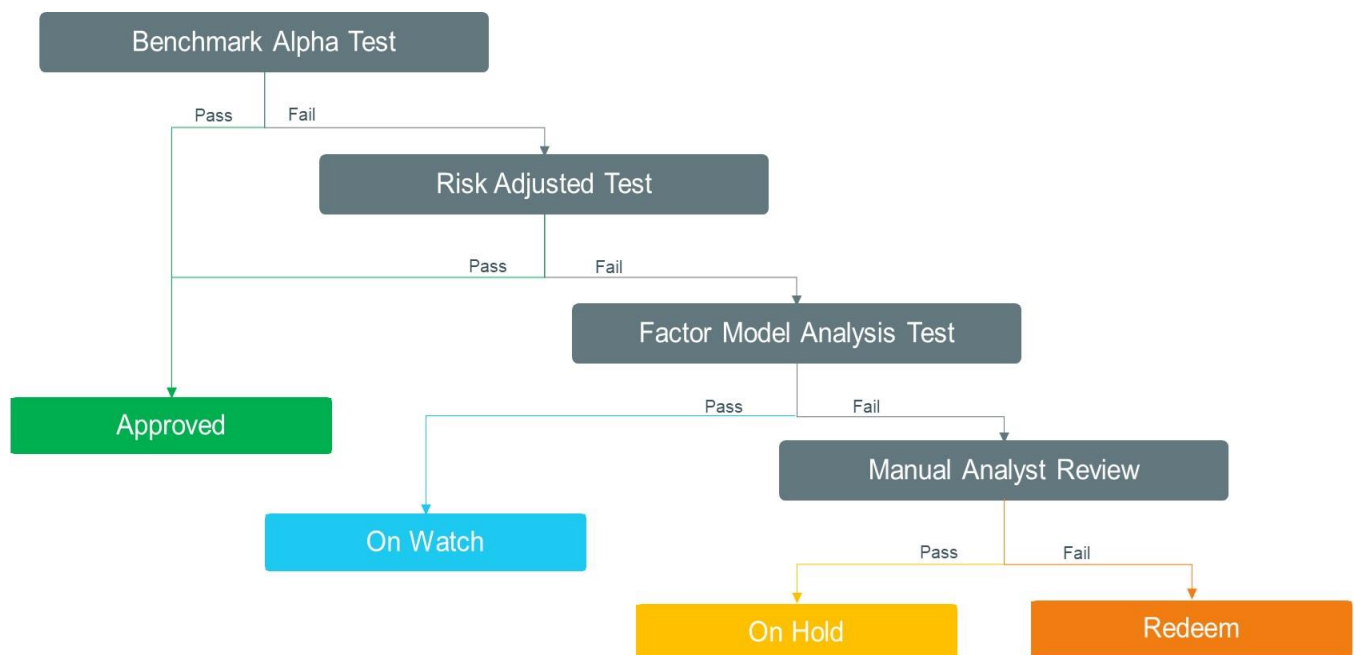 Benchmark Alpha Test
Pass
Fail
Risk Adjusted Test
Pass
Fail
Factor Model Analysis Test
Pass
Fail
Approved
Manual Analyst Review
On Watch
Pass
Fail
On Hold
Redeem